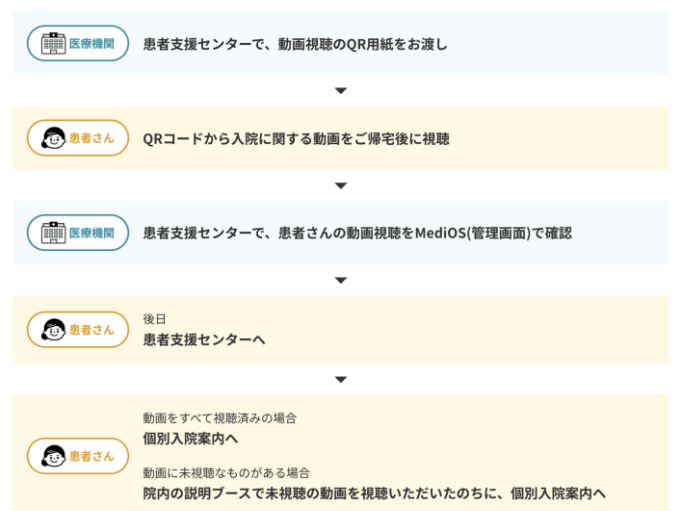 医療機関
患者支援センターで、動画視聴のQR用紙をお渡し
患者さん
QRコードから入院に関する動画をご帰宅後に視聴
医療機関
患者支援センターで、患者さんの動画視聴をMediOS(管理画面)で確認
患者さん
後日
患者支援センターへ
患者さん
動画をすべて視聴済みの場合
個別入院案内へ
動画に未視聴なものがある場合
院内の説明ブースで未視聴の動画を視聴いただいたのちに、個別入院案内へ